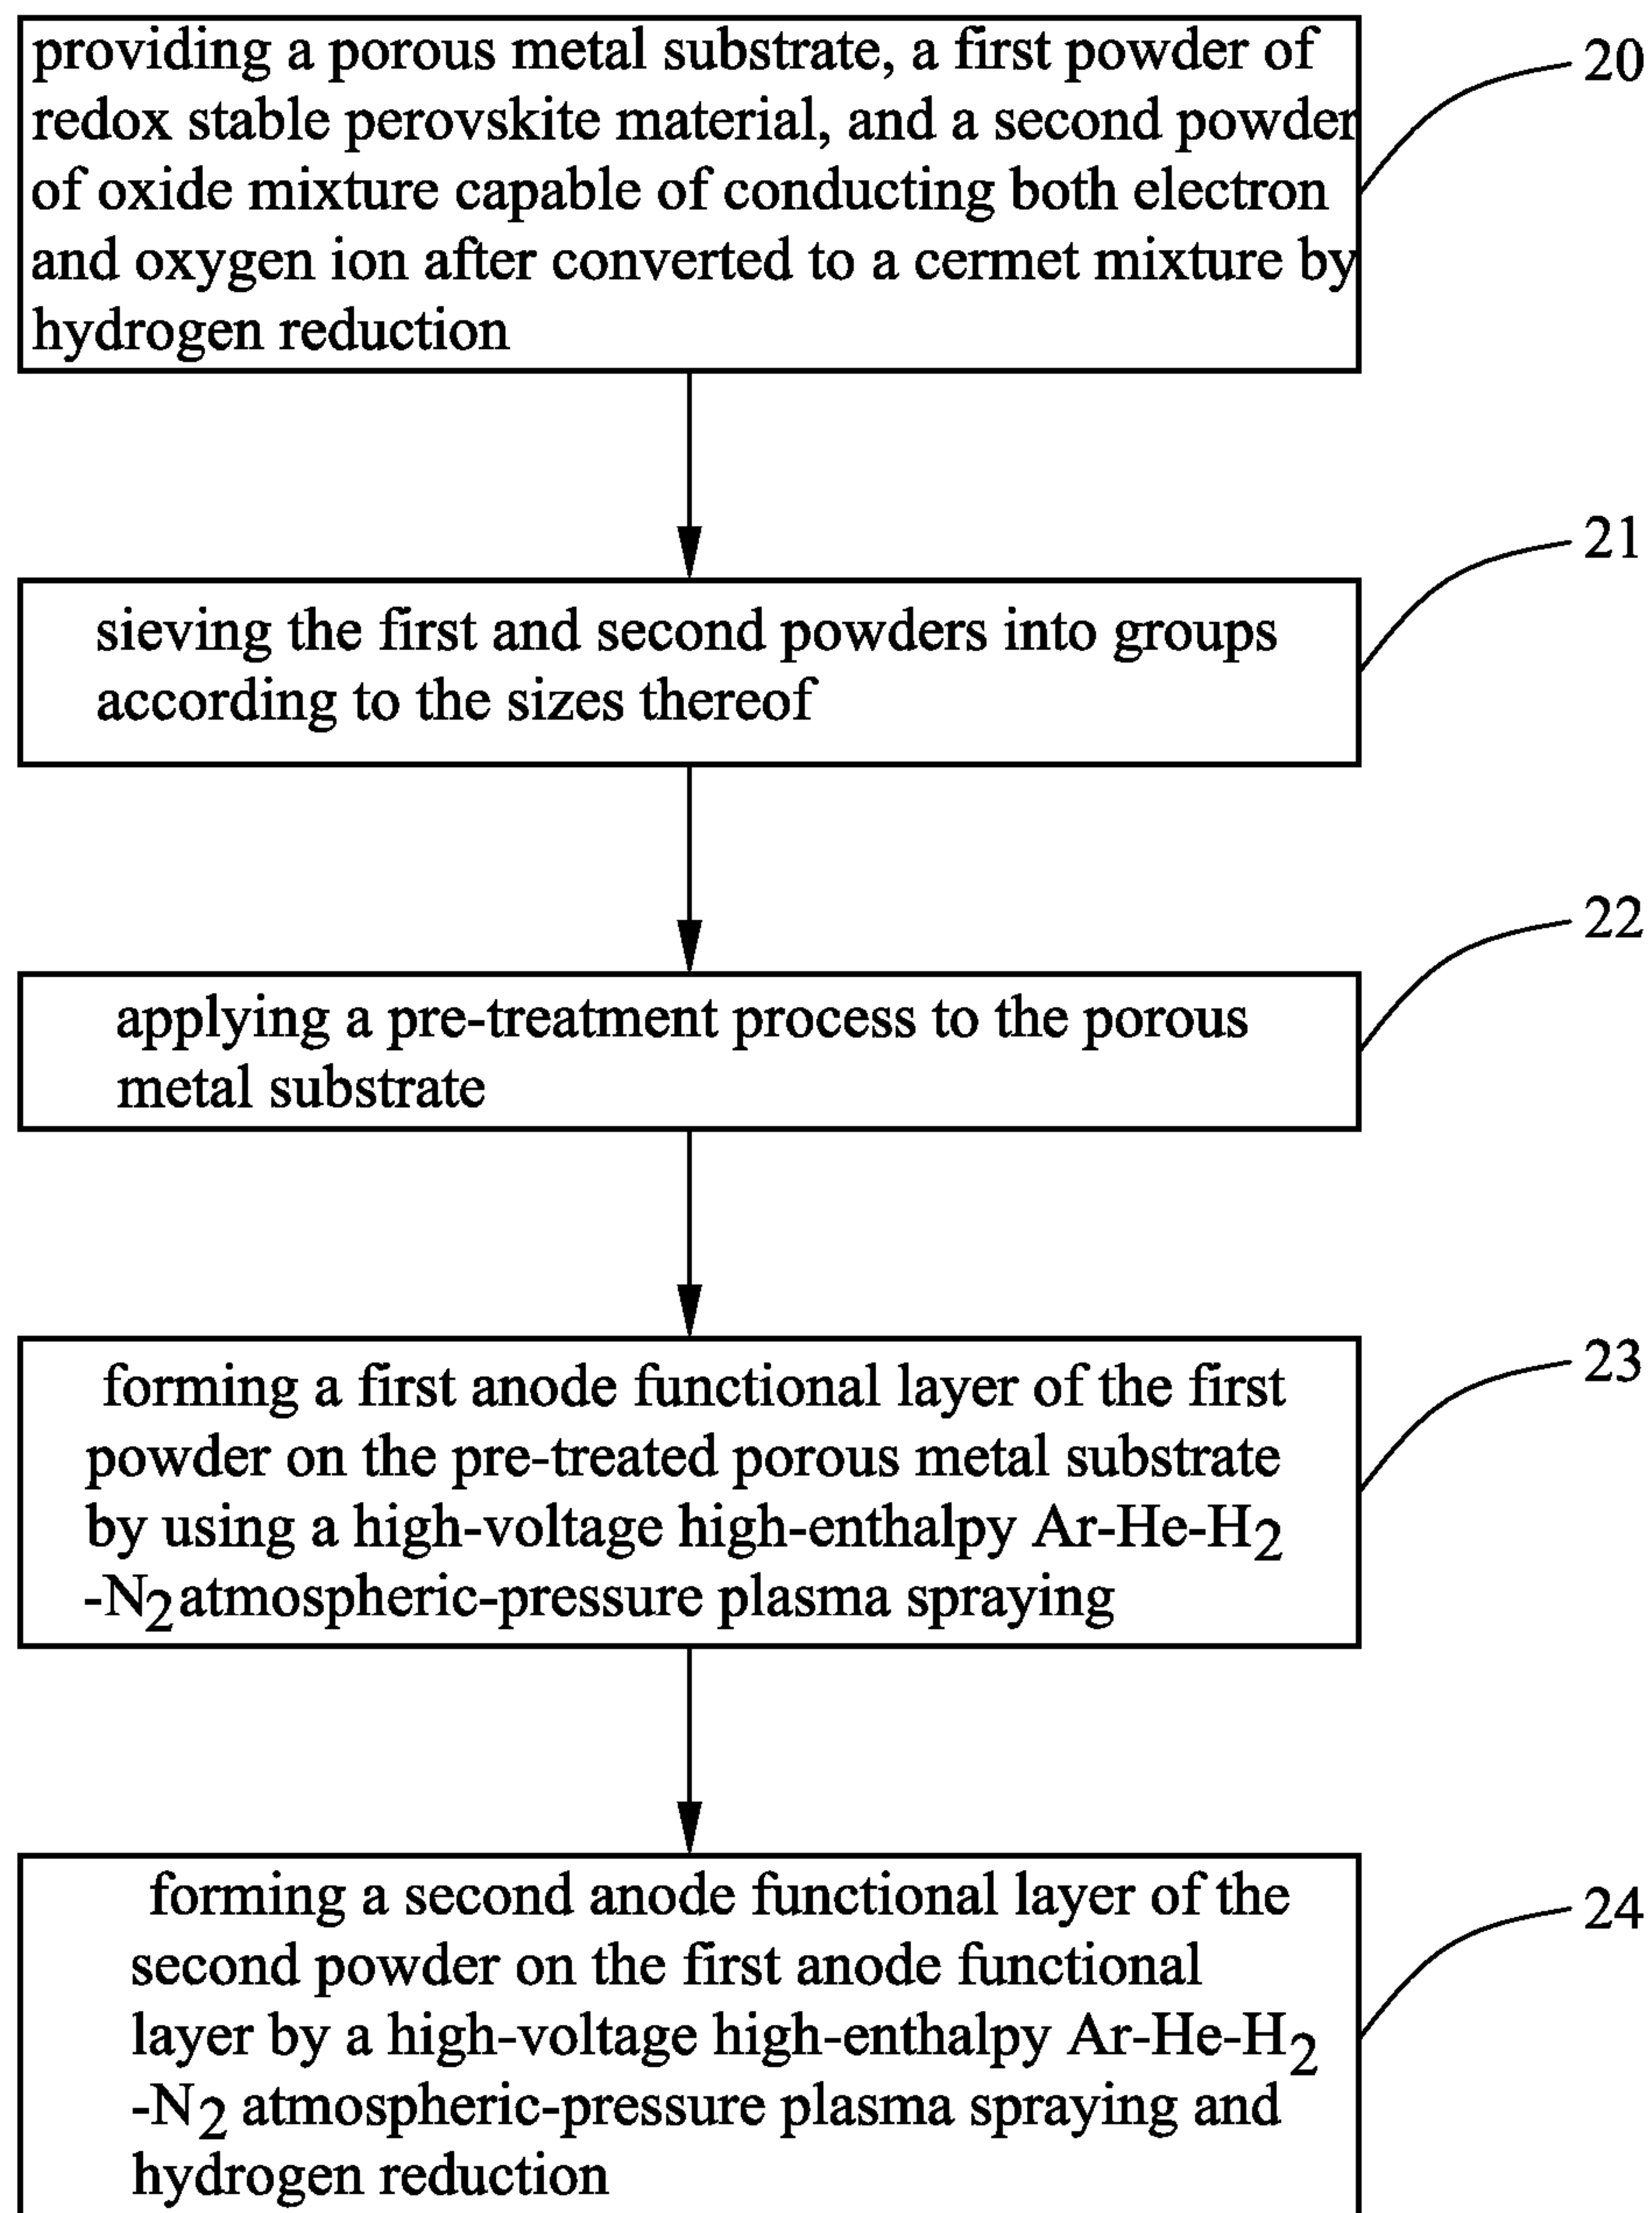 providing a porous metal substrate, a first powder of
redox stable perovskite material, and a second powder
of oxide mixture capable of conducting both electron
and oxygen ion after converted to a cermet mixture by
hydrogen reduction
20
sieving the first and second powders into groups
according to the sizes thereof
21
applying a pre-treatment process to the porous
metal substrate
22
forming a first anode functional layer of the first
powder on the pre-treated porous metal substrate
by using a high-voltage high-enthalpy Ar-He-H2
-N2 atmospheric-pressure plasma spraying
23
forming a second anode functional layer of the
second powder on the first anode functional
layer by a high-voltage high-enthalpy Ar-He-H2
-N2 atmospheric-pressure plasma spraying and
hydrogen reduction
24